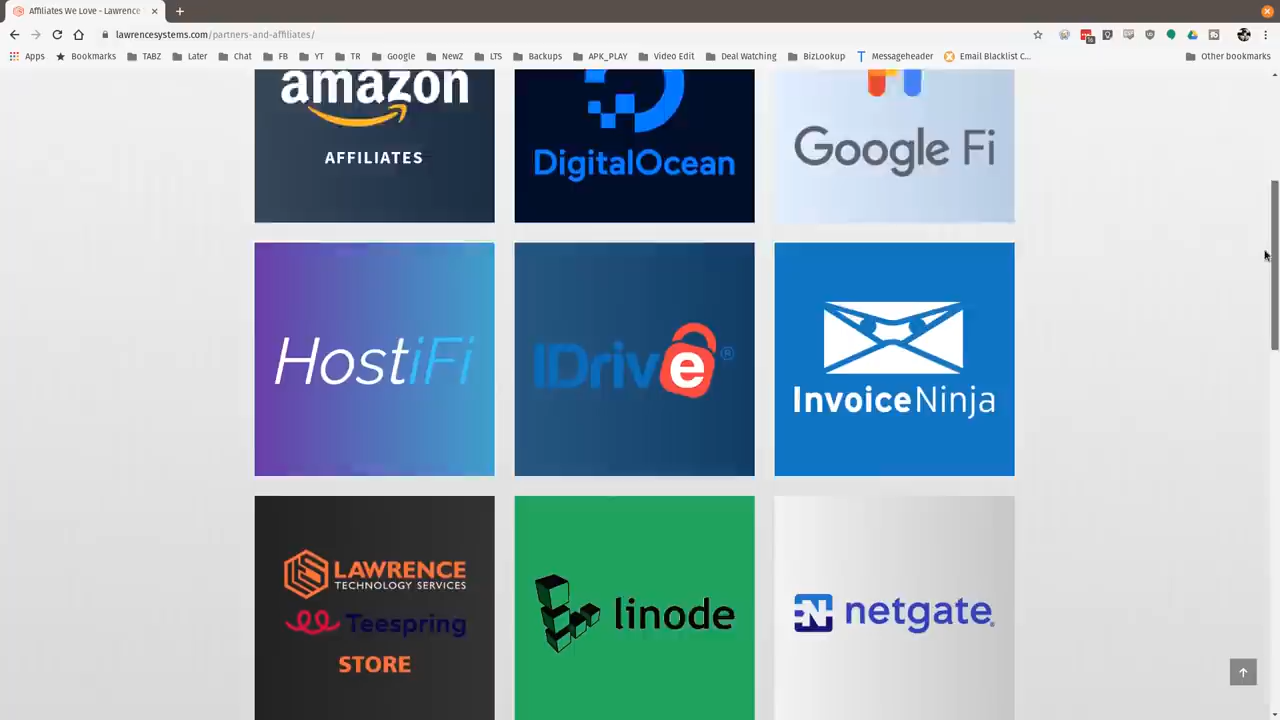 Affiliates We Love - Lawrence
lawrencesystems.com/partners-and-affiliates/
Apps Bookmarks TABZ Later Chat FB YT TR Google NewZ LTS Backups APK_PLAY Video Edit Deal Watching BizLookup Messageheader Email Blacklist C... Other bookmarks
amazon
AFFILIATES
DigitalOcean
Google Fi
HostiFi
IDrive®
InvoiceNinja
LAWRENCE
TECHNOLOGY SERVICES
Teespring
STORE
linode
netgate